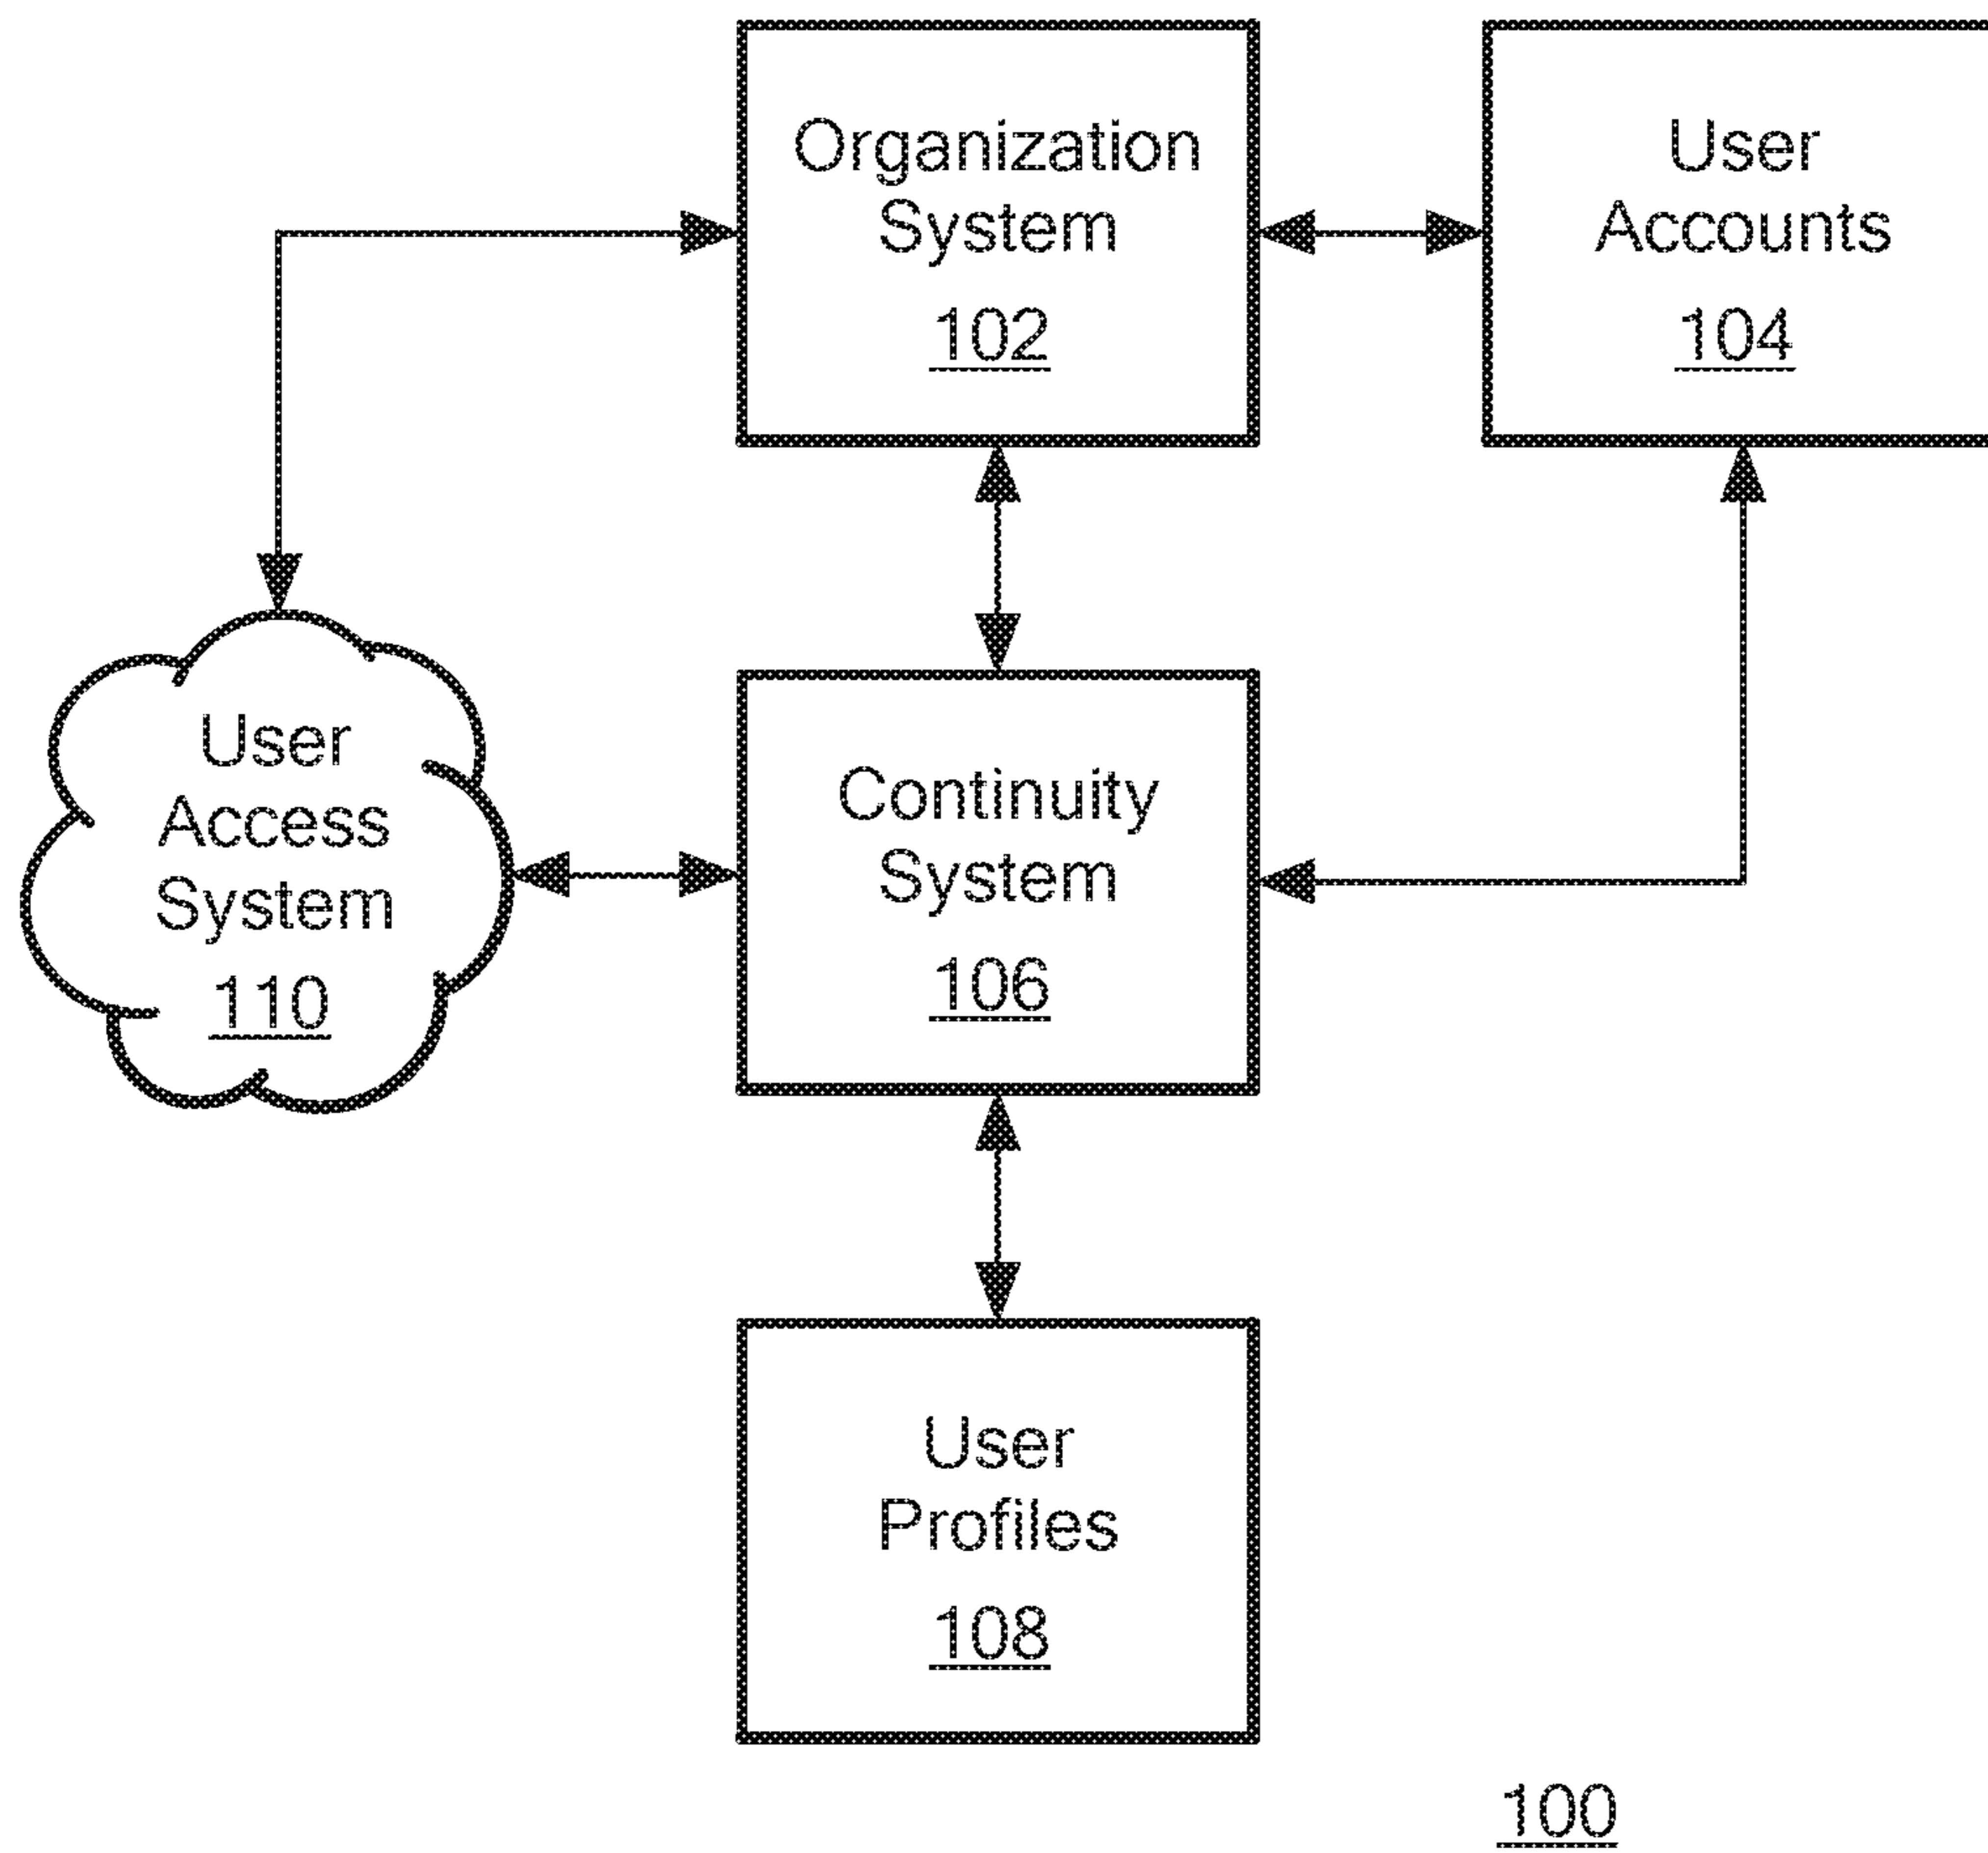 Organization
System
102
User
Accounts
104
User
Access
System
110
Continuity
System
106
User
Profiles
108
100